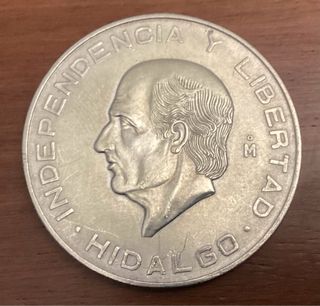 · INDEPENDENCIA Y LIBERTAD ·
HIDALGO
M̊